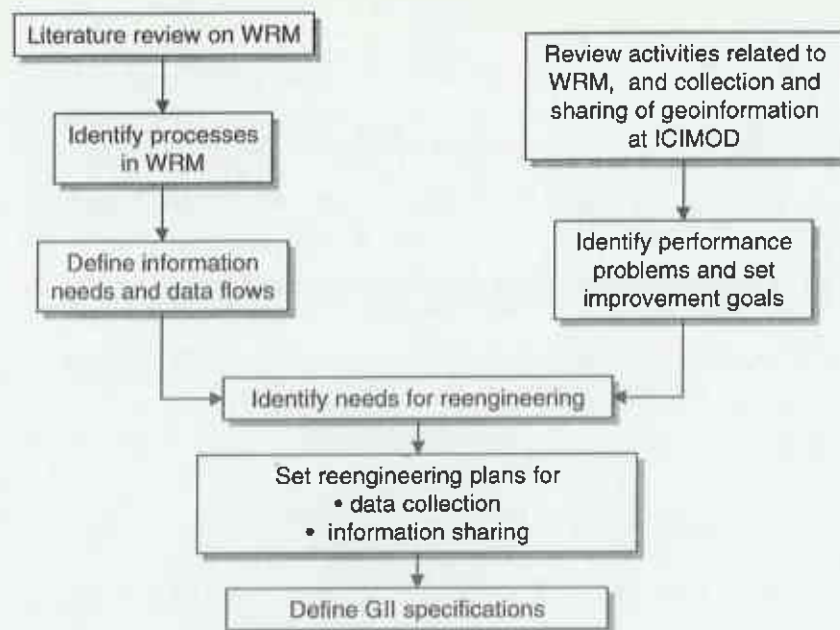 Literature review on WRM
Identify processes
in WRM
Define information
needs and data flows
Review activities related to
WRM, and collection and
sharing of geoinformation
at ICIMOD
Identify performance
problems and set
improvement goals
Identify needs for reengineering
Set reengineering plans for
• data collection
• information sharing
Define GII specifications